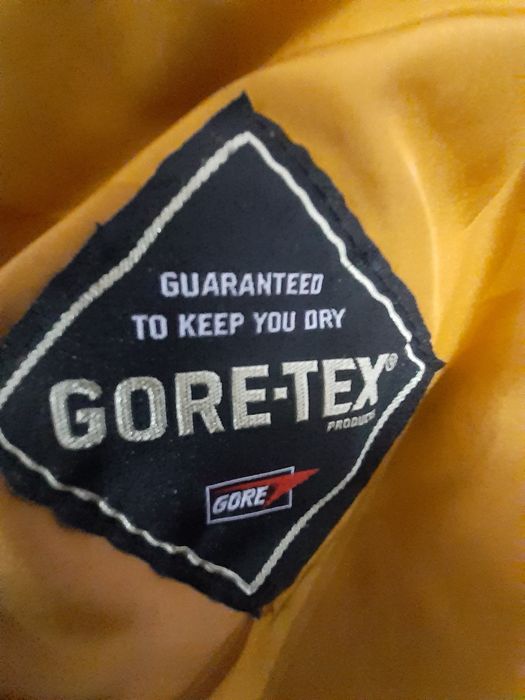 GUARANTEED
TO KEEP YOU DRY
GORE-TEX®
PRODUCTS
GORE